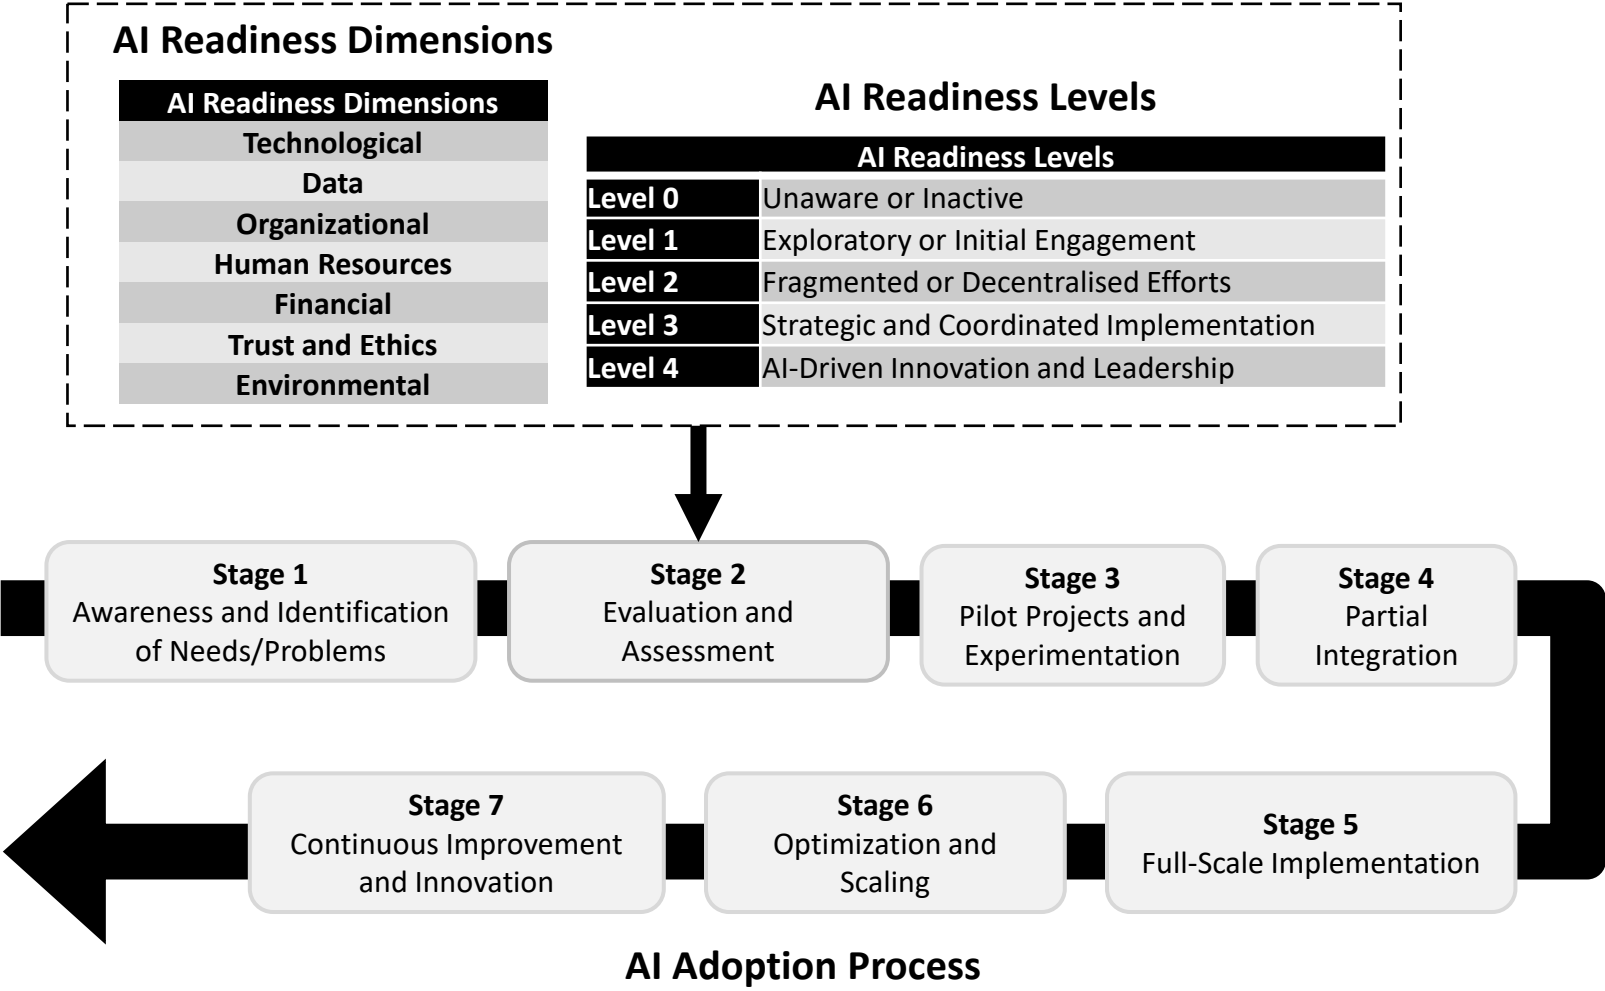 AI Readiness Dimensions
AI Readiness Dimensions
Technological
Data
Organizational
Human Resources
Financial
Trust and Ethics
Environmental
AI Readiness Levels
AI Readiness Levels
Level 0 Unaware or Inactive
Level 1 Exploratory or Initial Engagement
Level 2 Fragmented or Decentralised Efforts
Level 3 Strategic and Coordinated Implementation
Level 4 AI-Driven Innovation and Leadership
Stage 1
Awareness and Identification
of Needs/Problems
Stage 2
Evaluation and
Assessment
Stage 3
Pilot Projects and
Experimentation
Stage 4
Partial
Integration
Stage 5
Full-Scale Implementation
Stage 6
Optimization and
Scaling
Stage 7
Continuous Improvement
and Innovation
AI Adoption Process